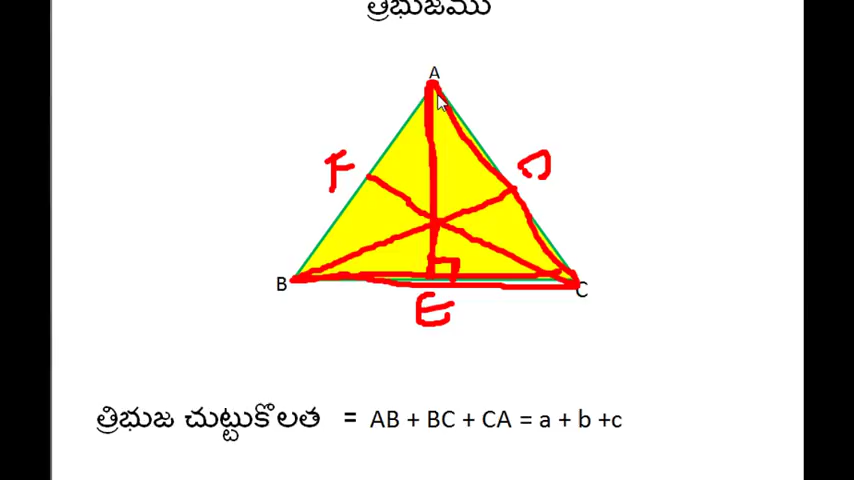 త్రిభుజము
A
F
D
B
C
E
త్రిభుజ చుట్టుకొలత = AB + BC + CA = a + b +c